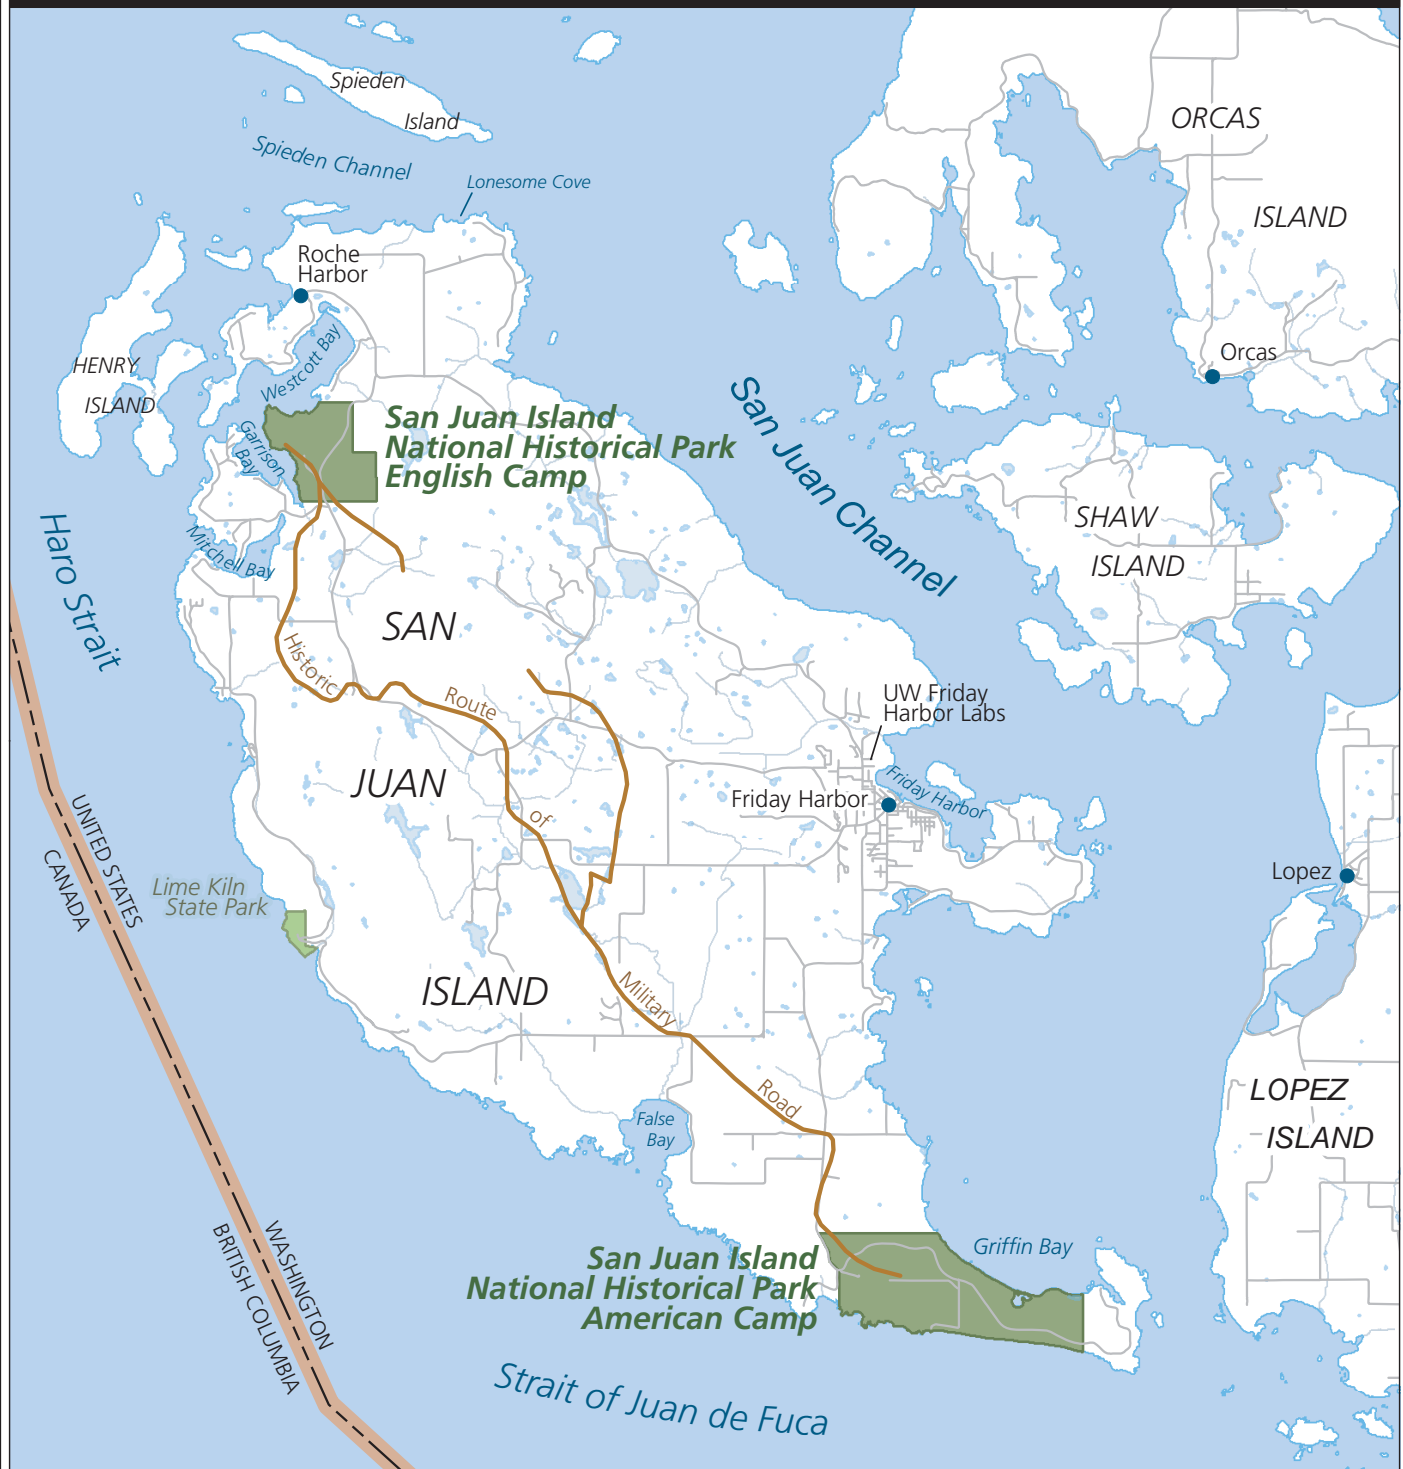 Spieden
Island
Spieden Channel
Lonesome Cove
ORCAS
ISLAND
Roche
Harbor
Westcott Bay
HENRY
ISLAND
Orcas
San Juan Island
National Historical Park
English Camp
Garrison
Bay
San Juan Channel
Mitchell Bay
Haro Strait
SHAW
ISLAND
SAN
Historic
Route
UW Friday
Harbor Labs
JUAN
Friday Harbor
Friday Harbor
of
UNITED STATES
CANADA
Lime Kiln
State Park
Lopez
ISLAND
Military
Road
False
Bay
LOPEZ
ISLAND
WASHINGTON
BRITISH COLUMBIA
Griffin Bay
San Juan Island
National Historical Park
American Camp
Strait of Juan de Fuca